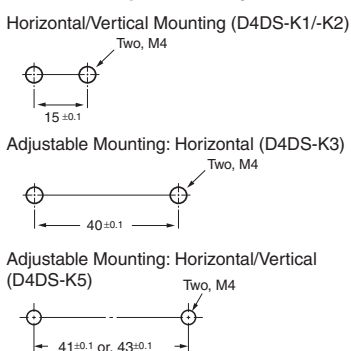 Horizontal/Vertical Mounting (D4DS-K1/-K2)
Two, M4
15 ±0.1
Adjustable Mounting: Horizontal (D4DS-K3)
Two, M4
40±0.1
Adjustable Mounting: Horizontal/Vertical
(D4DS-K5)
Two, M4
41±0.1 or, 43±0.1